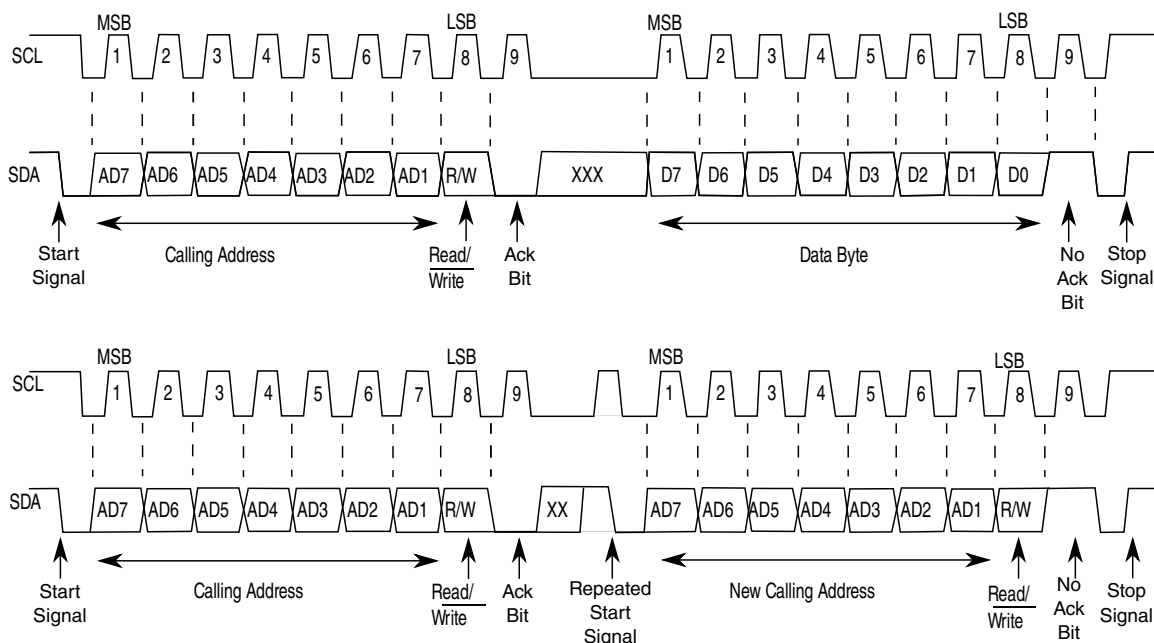 MSB LSB MSB LSB
SCL 1 2 3 4 5 6 7 8 9 1 2 3 4 5 6 7 8 9
SDA AD7 AD6 AD5 AD4 AD3 AD2 AD1 R/W XXX D7 D6 D5 D4 D3 D2 D1 D0
Start Signal
Calling Address
Read/
Write
Ack
Bit
Data Byte
No
Ack
Bit
Stop
Signal
MSB LSB MSB LSB
SCL 1 2 3 4 5 6 7 8 9 1 2 3 4 5 6 7 8 9
SDA AD7 AD6 AD5 AD4 AD3 AD2 AD1 R/W XX AD7 AD6 AD5 AD4 AD3 AD2 AD1 R/W
Start
Signal
Calling Address
Read/
Write
Ack
Bit
Repeated
Start
Signal
New Calling Address
Read/
Write
No
Ack
Bit
Stop
Signal